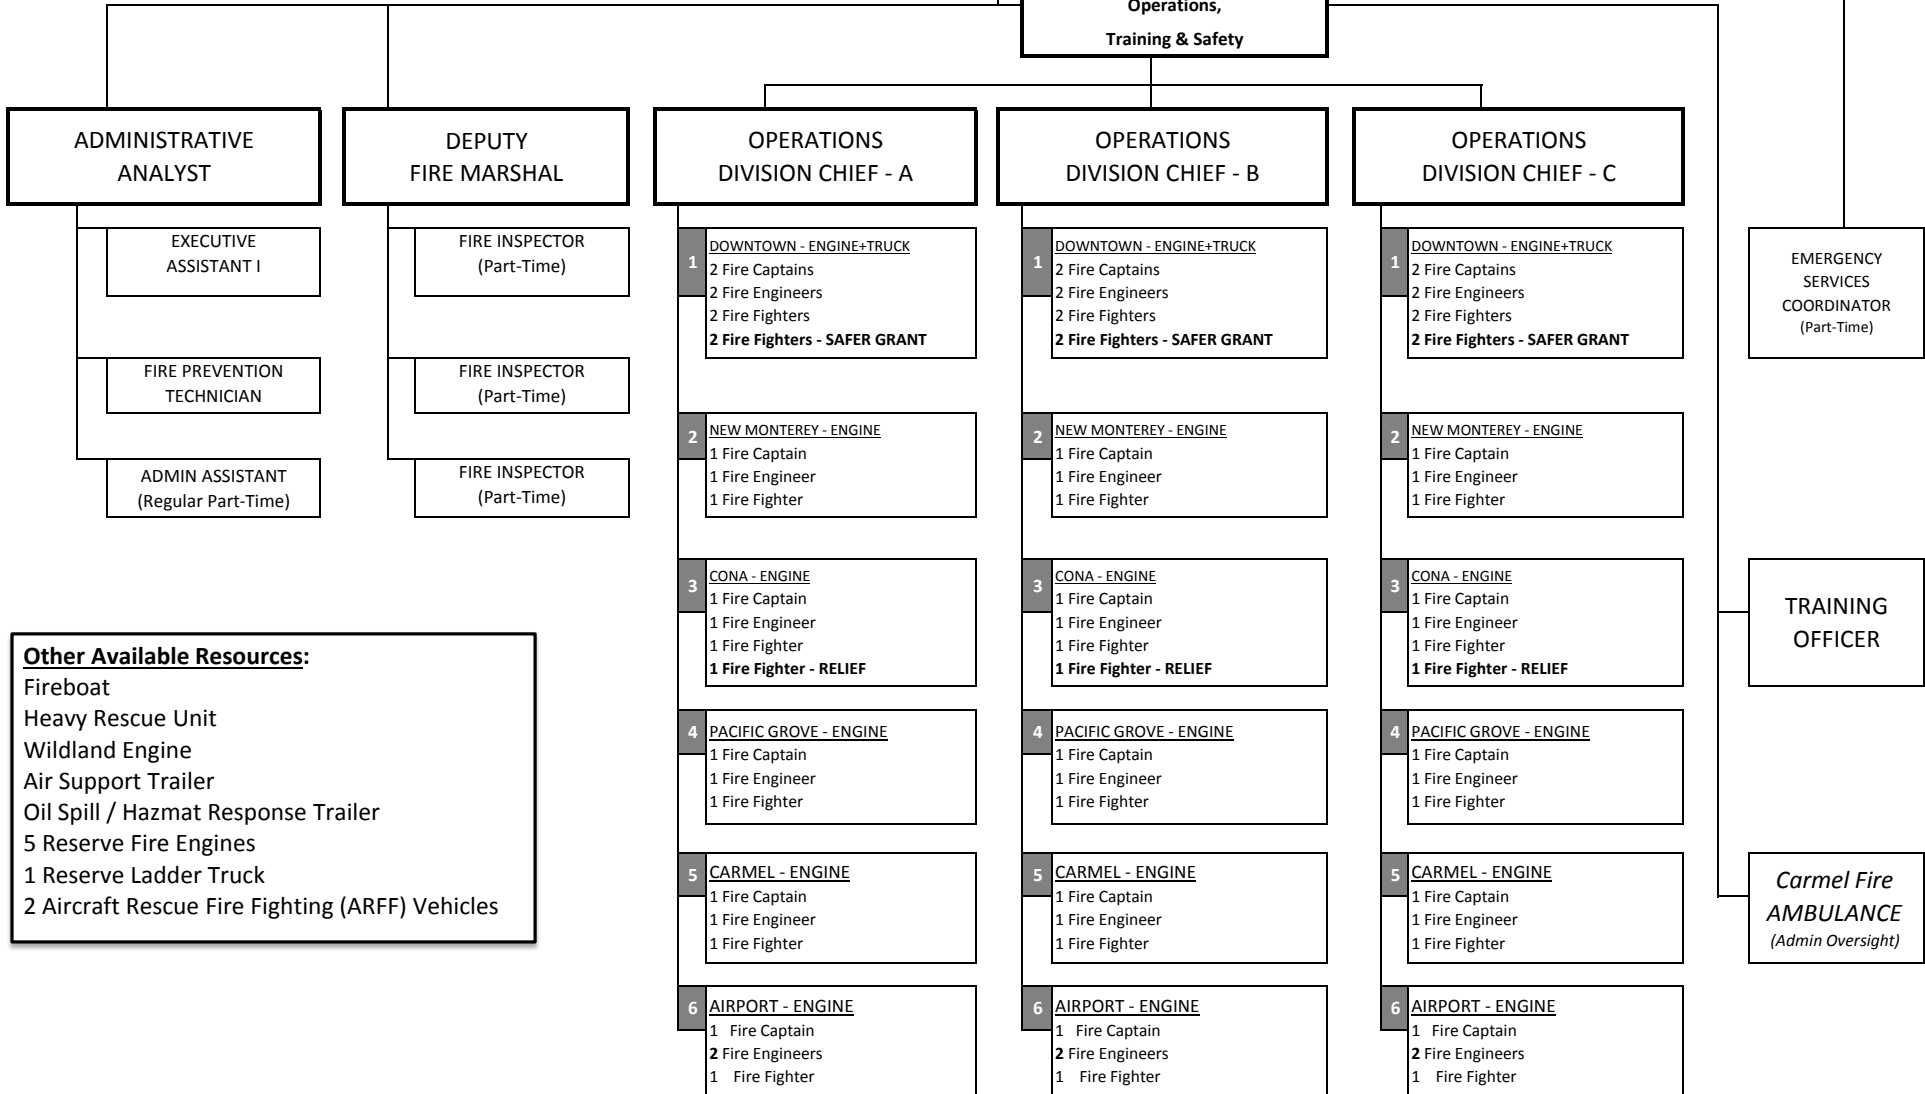 Operations,
Training & Safety
ADMINISTRATIVE
ANALYST
EXECUTIVE
ASSISTANT I
FIRE PREVENTION
TECHNICIAN
ADMIN ASSISTANT
(Regular Part-Time)
DEPUTY
FIRE MARSHAL
FIRE INSPECTOR
(Part-Time)
FIRE INSPECTOR
(Part-Time)
FIRE INSPECTOR
(Part-Time)
OPERATIONS
DIVISION CHIEF - A
1
DOWNTOWN - ENGINE+TRUCK
2 Fire Captains
2 Fire Engineers
2 Fire Fighters
2 Fire Fighters - SAFER GRANT
2
NEW MONTEREY - ENGINE
1 Fire Captain
1 Fire Engineer
1 Fire Fighter
3
CONA - ENGINE
1 Fire Captain
1 Fire Engineer
1 Fire Fighter
1 Fire Fighter - RELIEF
4
PACIFIC GROVE - ENGINE
1 Fire Captain
1 Fire Engineer
1 Fire Fighter
5
CARMEL - ENGINE
1 Fire Captain
1 Fire Engineer
1 Fire Fighter
6
AIRPORT - ENGINE
1 Fire Captain
2 Fire Engineers
1 Fire Fighter
OPERATIONS
DIVISION CHIEF - B
1
DOWNTOWN - ENGINE+TRUCK
2 Fire Captains
2 Fire Engineers
2 Fire Fighters
2 Fire Fighters - SAFER GRANT
2
NEW MONTEREY - ENGINE
1 Fire Captain
1 Fire Engineer
1 Fire Fighter
3
CONA - ENGINE
1 Fire Captain
1 Fire Engineer
1 Fire Fighter
1 Fire Fighter - RELIEF
4
PACIFIC GROVE - ENGINE
1 Fire Captain
1 Fire Engineer
1 Fire Fighter
5
CARMEL - ENGINE
1 Fire Captain
1 Fire Engineer
1 Fire Fighter
6
AIRPORT - ENGINE
1 Fire Captain
2 Fire Engineers
1 Fire Fighter
OPERATIONS
DIVISION CHIEF - C
1
DOWNTOWN - ENGINE+TRUCK
2 Fire Captains
2 Fire Engineers
2 Fire Fighters
2 Fire Fighters - SAFER GRANT
2
NEW MONTEREY - ENGINE
1 Fire Captain
1 Fire Engineer
1 Fire Fighter
3
CONA - ENGINE
1 Fire Captain
1 Fire Engineer
1 Fire Fighter
1 Fire Fighter - RELIEF
4
PACIFIC GROVE - ENGINE
1 Fire Captain
1 Fire Engineer
1 Fire Fighter
5
CARMEL - ENGINE
1 Fire Captain
1 Fire Engineer
1 Fire Fighter
6
AIRPORT - ENGINE
1 Fire Captain
2 Fire Engineers
1 Fire Fighter
EMERGENCY
SERVICES
COORDINATOR
(Part-Time)
TRAINING
OFFICER
Carmel Fire
AMBULANCE
(Admin Oversight)
Other Available Resources:
Fireboat
Heavy Rescue Unit
Wildland Engine
Air Support Trailer
Oil Spill / Hazmat Response Trailer
5 Reserve Fire Engines
1 Reserve Ladder Truck
2 Aircraft Rescue Fire Fighting (ARFF) Vehicles